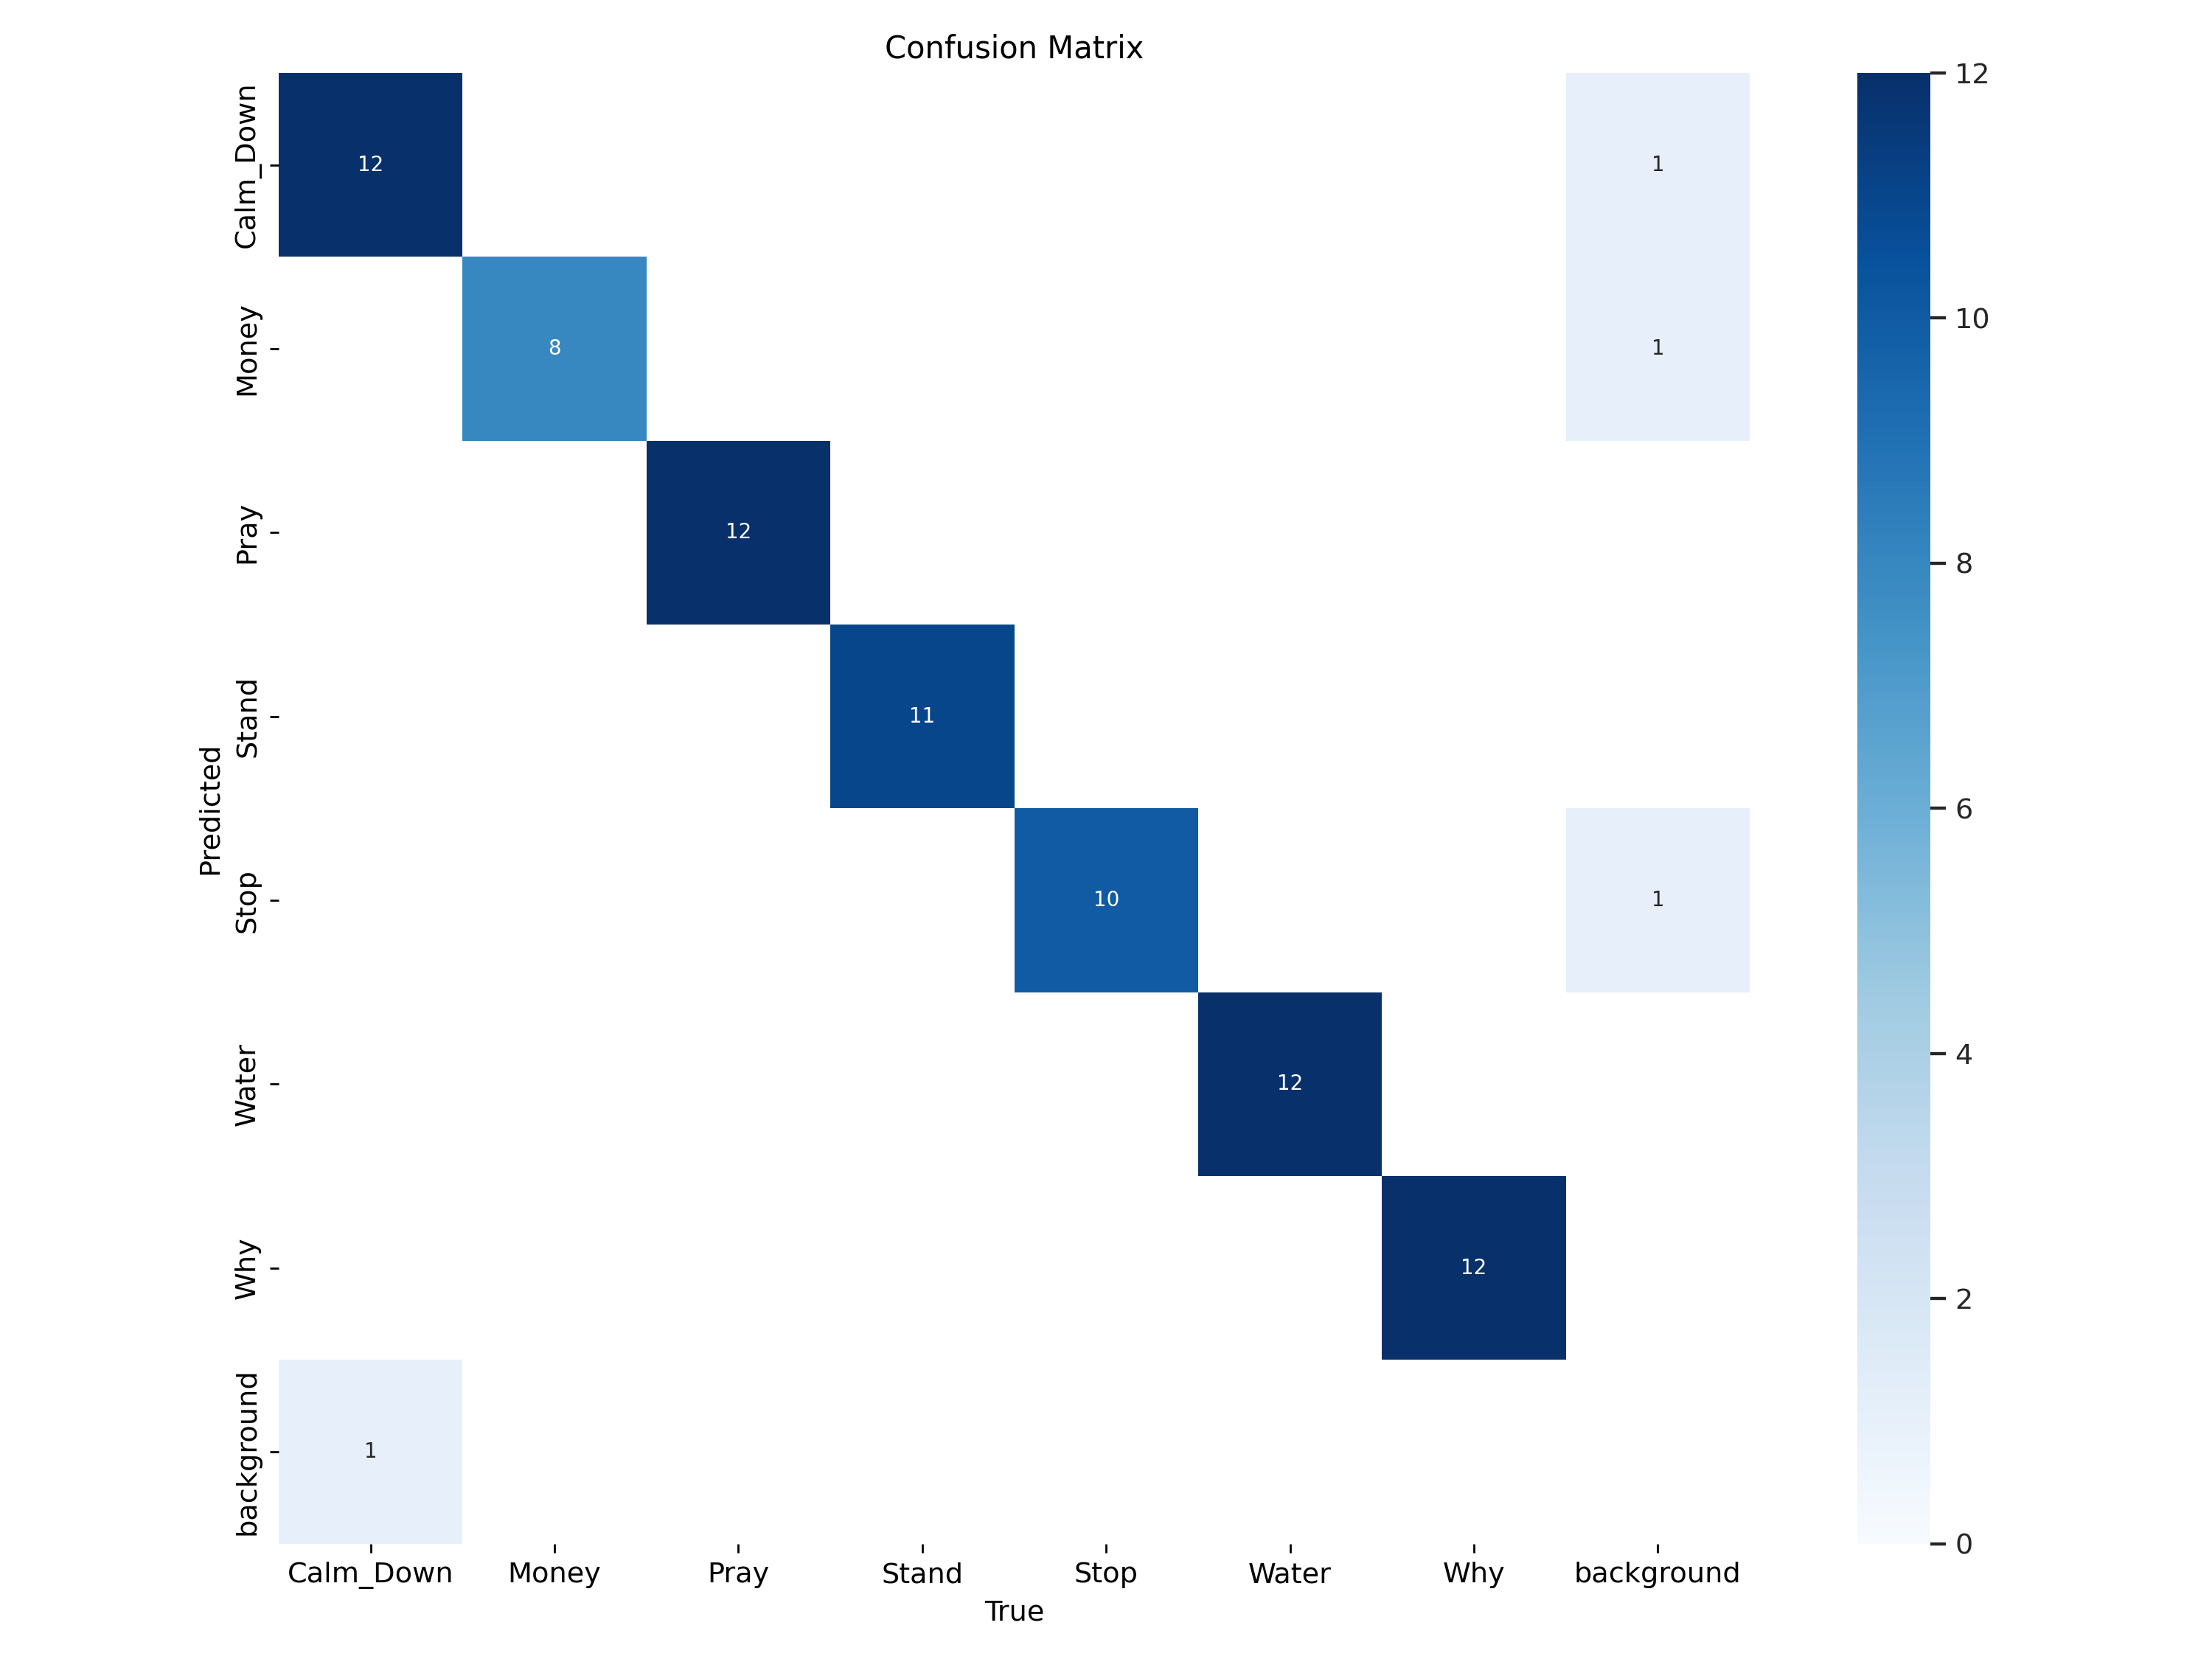 Confusion Matrix
Calm_Down
12
1
Money
8
1
Pray
12
Stand
11
Stop
10
1
Water
12
Why
12
background
1
Predicted
Calm_Down Money Pray Stand Stop Water Why background
True
12
10
8
6
4
2
0